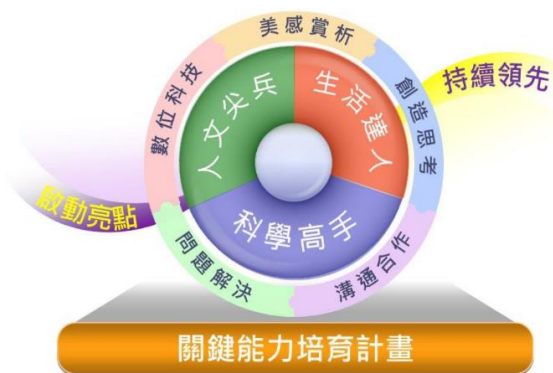 美感賞析
數位科技
創造思考
持續領先
人文尖兵
生活達人
啟動亮點
科學高手
問題解決
溝通合作
關鍵能力培育計畫